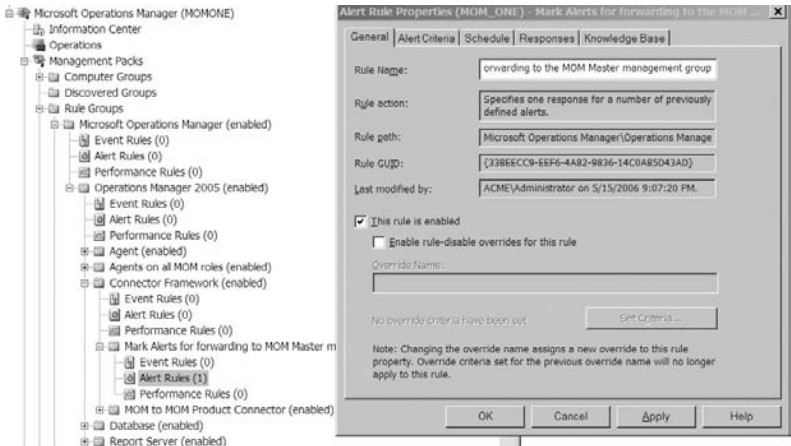 Microsoft Operations Manager (MOMONE)
Information Center
Operations
Management Packs
Computer Groups
Discovered Groups
Rule Groups
Microsoft Operations Manager (enabled)
Event Rules (0)
Alert Rules (0)
Performance Rules (0)
Operations Manager 2005 (enabled)
Event Rules (0)
Alert Rules (0)
Performance Rules (0)
Agent (enabled)
Agents on all MOM roles (enabled)
Connector Framework (enabled)
Event Rules (0)
Alert Rules (0)
Performance Rules (0)
Mark Alerts for forwarding to MOM Master m
Event Rules (0)
Alert Rules (1)
Performance Rules (0)
MOM to MOM Product Connector (enabled)
Database (enabled)
Report Server (enabled)
Alert Rule Properties (MOM_ONE) - Mark Alerts for forwarding to the MOM Master ...
General Alert Criteria Schedule Responses Knowledge Base
Rule Name: orwarding to the MOM Master management group
Rule action: Specifies one response for a number of previously
defined alerts.
Rule path: Microsoft Operations Manager\Operations Manage
Rule GUID: {33BEECC9-EEF6-4A82-9836-14C0A85D43AD}
Last modified by: ACME\Administrator on 5/15/2006 9:07:20 PM.
This rule is enabled
Enable rule-disable overrides for this rule
Override Name:
No override criteria have been set Set Criteria...
Note: Changing the override name assigns a new override to this rule
property. Override criteria set for the previous override name will no longer
apply to this rule.
OK Cancel Apply Help